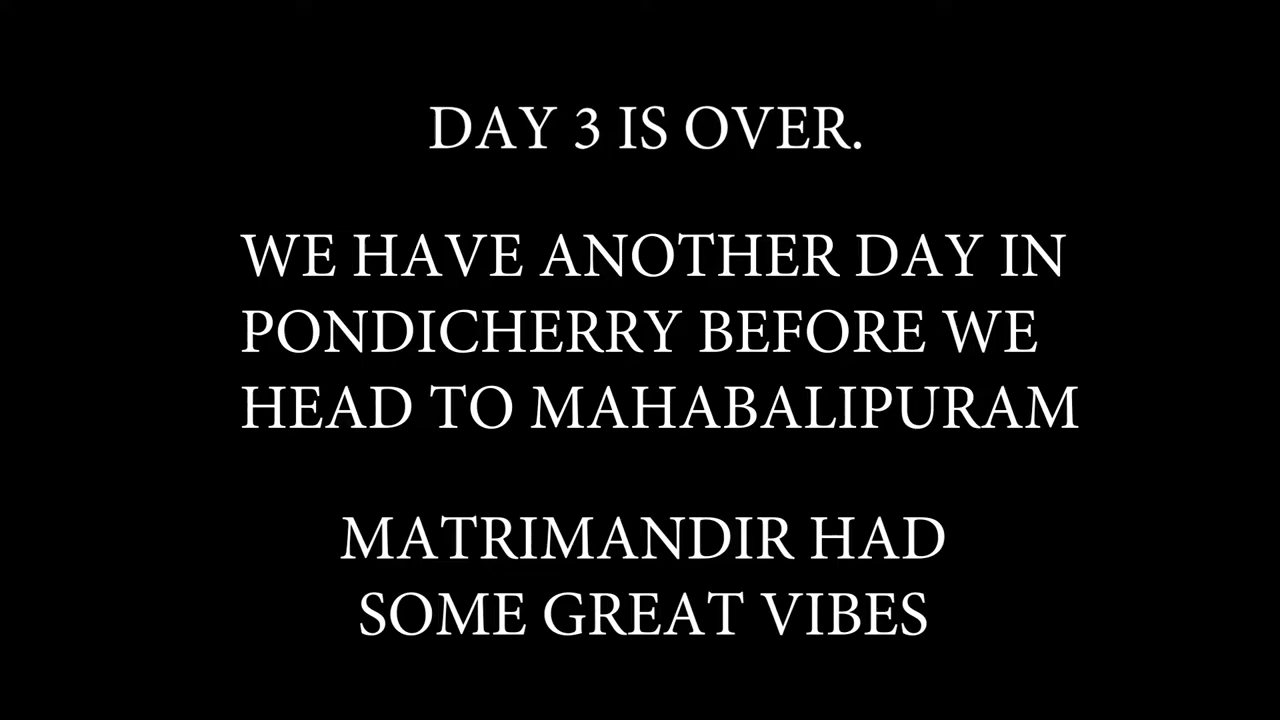 DAY 3 IS OVER.
WE HAVE ANOTHER DAY IN
PONDICHERRY BEFORE WE
HEAD TO MAHABALIPURAM
MATRIMANDIR HAD
SOME GREAT VIBES